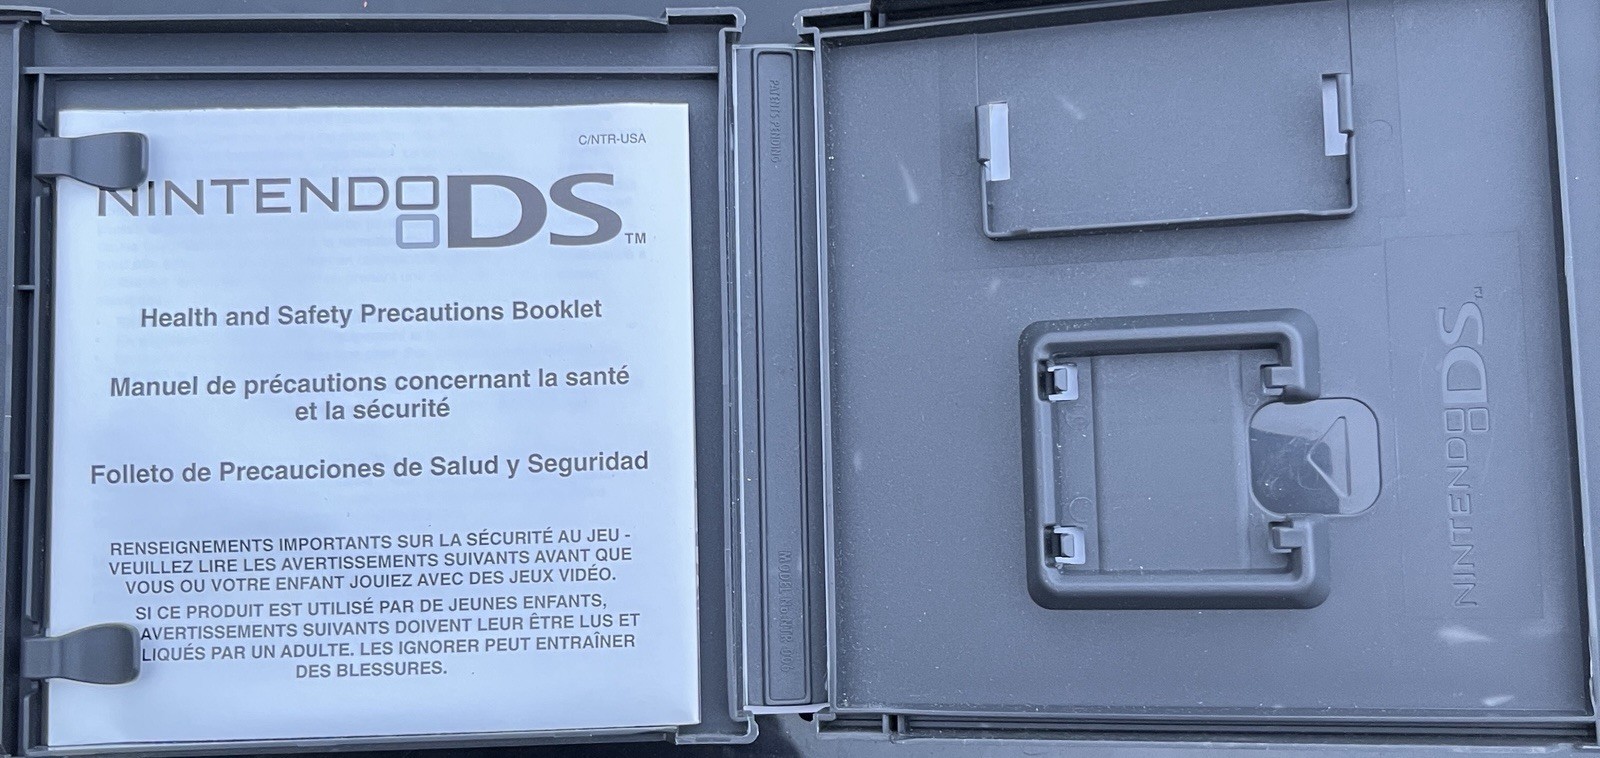 C/NTR-USA
NINTENDO DS™
Health and Safety Precautions Booklet
Manuel de précautions concernant la santé
et la sécurité
Folleto de Precauciones de Salud y Seguridad
RENSEIGNEMENTS IMPORTANTS SUR LA SÉCURITÉ AU JEU -
VEUILLEZ LIRE LES AVERTISSEMENTS SUIVANTS AVANT QUE
VOUS OU VOTRE ENFANT JOUIEZ AVEC DES JEUX VIDÉO.
SI CE PRODUIT EST UTILISÉ PAR DE JEUNES ENFANTS,
AVERTISSEMENTS SUIVANTS DOIVENT LEUR ÊTRE LUS ET
LIQUÉS PAR UN ADULTE. LES IGNORER PEUT ENTRAÎNER
DES BLESSURES.
PATENTS PENDING
MODEL NO.
NINTENDO DS™